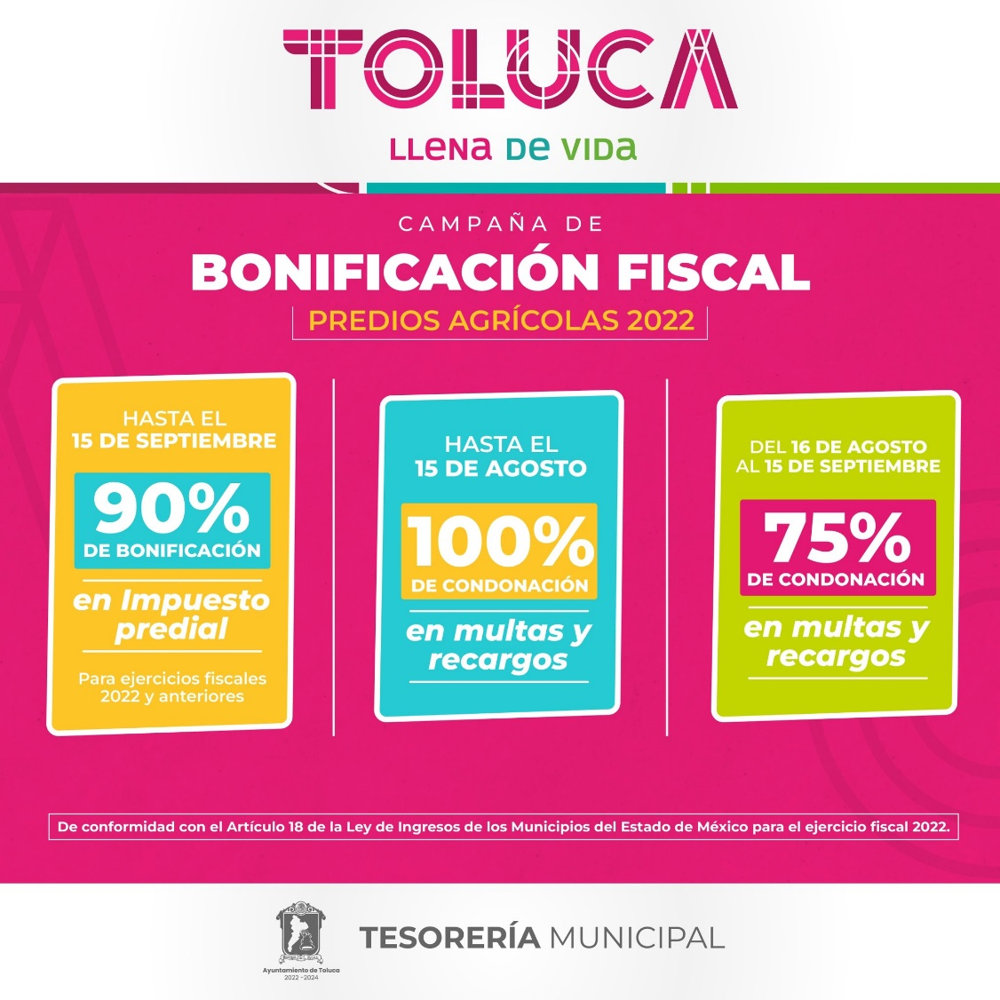 TOLUCA
LLENA DE VIDA
CAMPAÑA DE
BONIFICACIÓN FISCAL
PREDIOS AGRÍCOLAS 2022
HASTA EL
15 DE SEPTIEMBRE
90%
DE BONIFICACIÓN
en Impuesto
predial
Para ejercicios fiscales
2022 y anteriores
HASTA EL
15 DE AGOSTO
100%
DE CONDONACIÓN
en multas y
recargos
DEL 16 DE AGOSTO
AL 15 DE SEPTIEMBRE
75%
DE CONDONACIÓN
en multas y
recargos
De conformidad con el Artículo 18 de la Ley de Ingresos de los Municipios del Estado de México para el ejercicio fiscal 2022.
TESORERÍA MUNICIPAL
Ayuntamiento de Toluca
2022 -2024